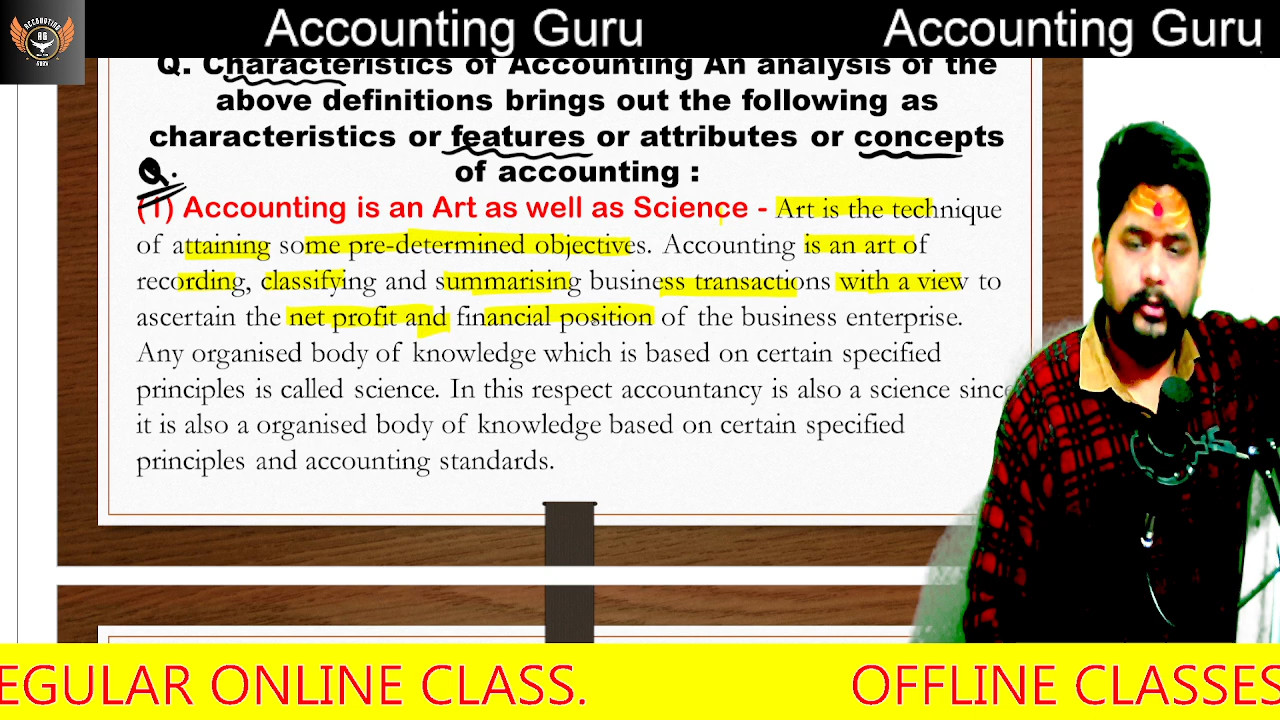 Accounting Guru Accounting Guru
ACCOUNTING
AG
GURU
Q. Characteristics of Accounting An analysis of the
above definitions brings out the following as
characteristics or features or attributes or concepts
Q.
of accounting :
(1) Accounting is an Art as well as Science - Art is the technique
of attaining some pre-determined objectives. Accounting is an art of
recording, classifying and summarising business transactions with a view to
ascertain the net profit and financial position of the business enterprise.
Any organised body of knowledge which is based on certain specified
principles is called science. In this respect accountancy is also a science since
it is also a organised body of knowledge based on certain specified
principles and accounting standards.
EGULAR ONLINE CLASS. OFFLINE CLASSES